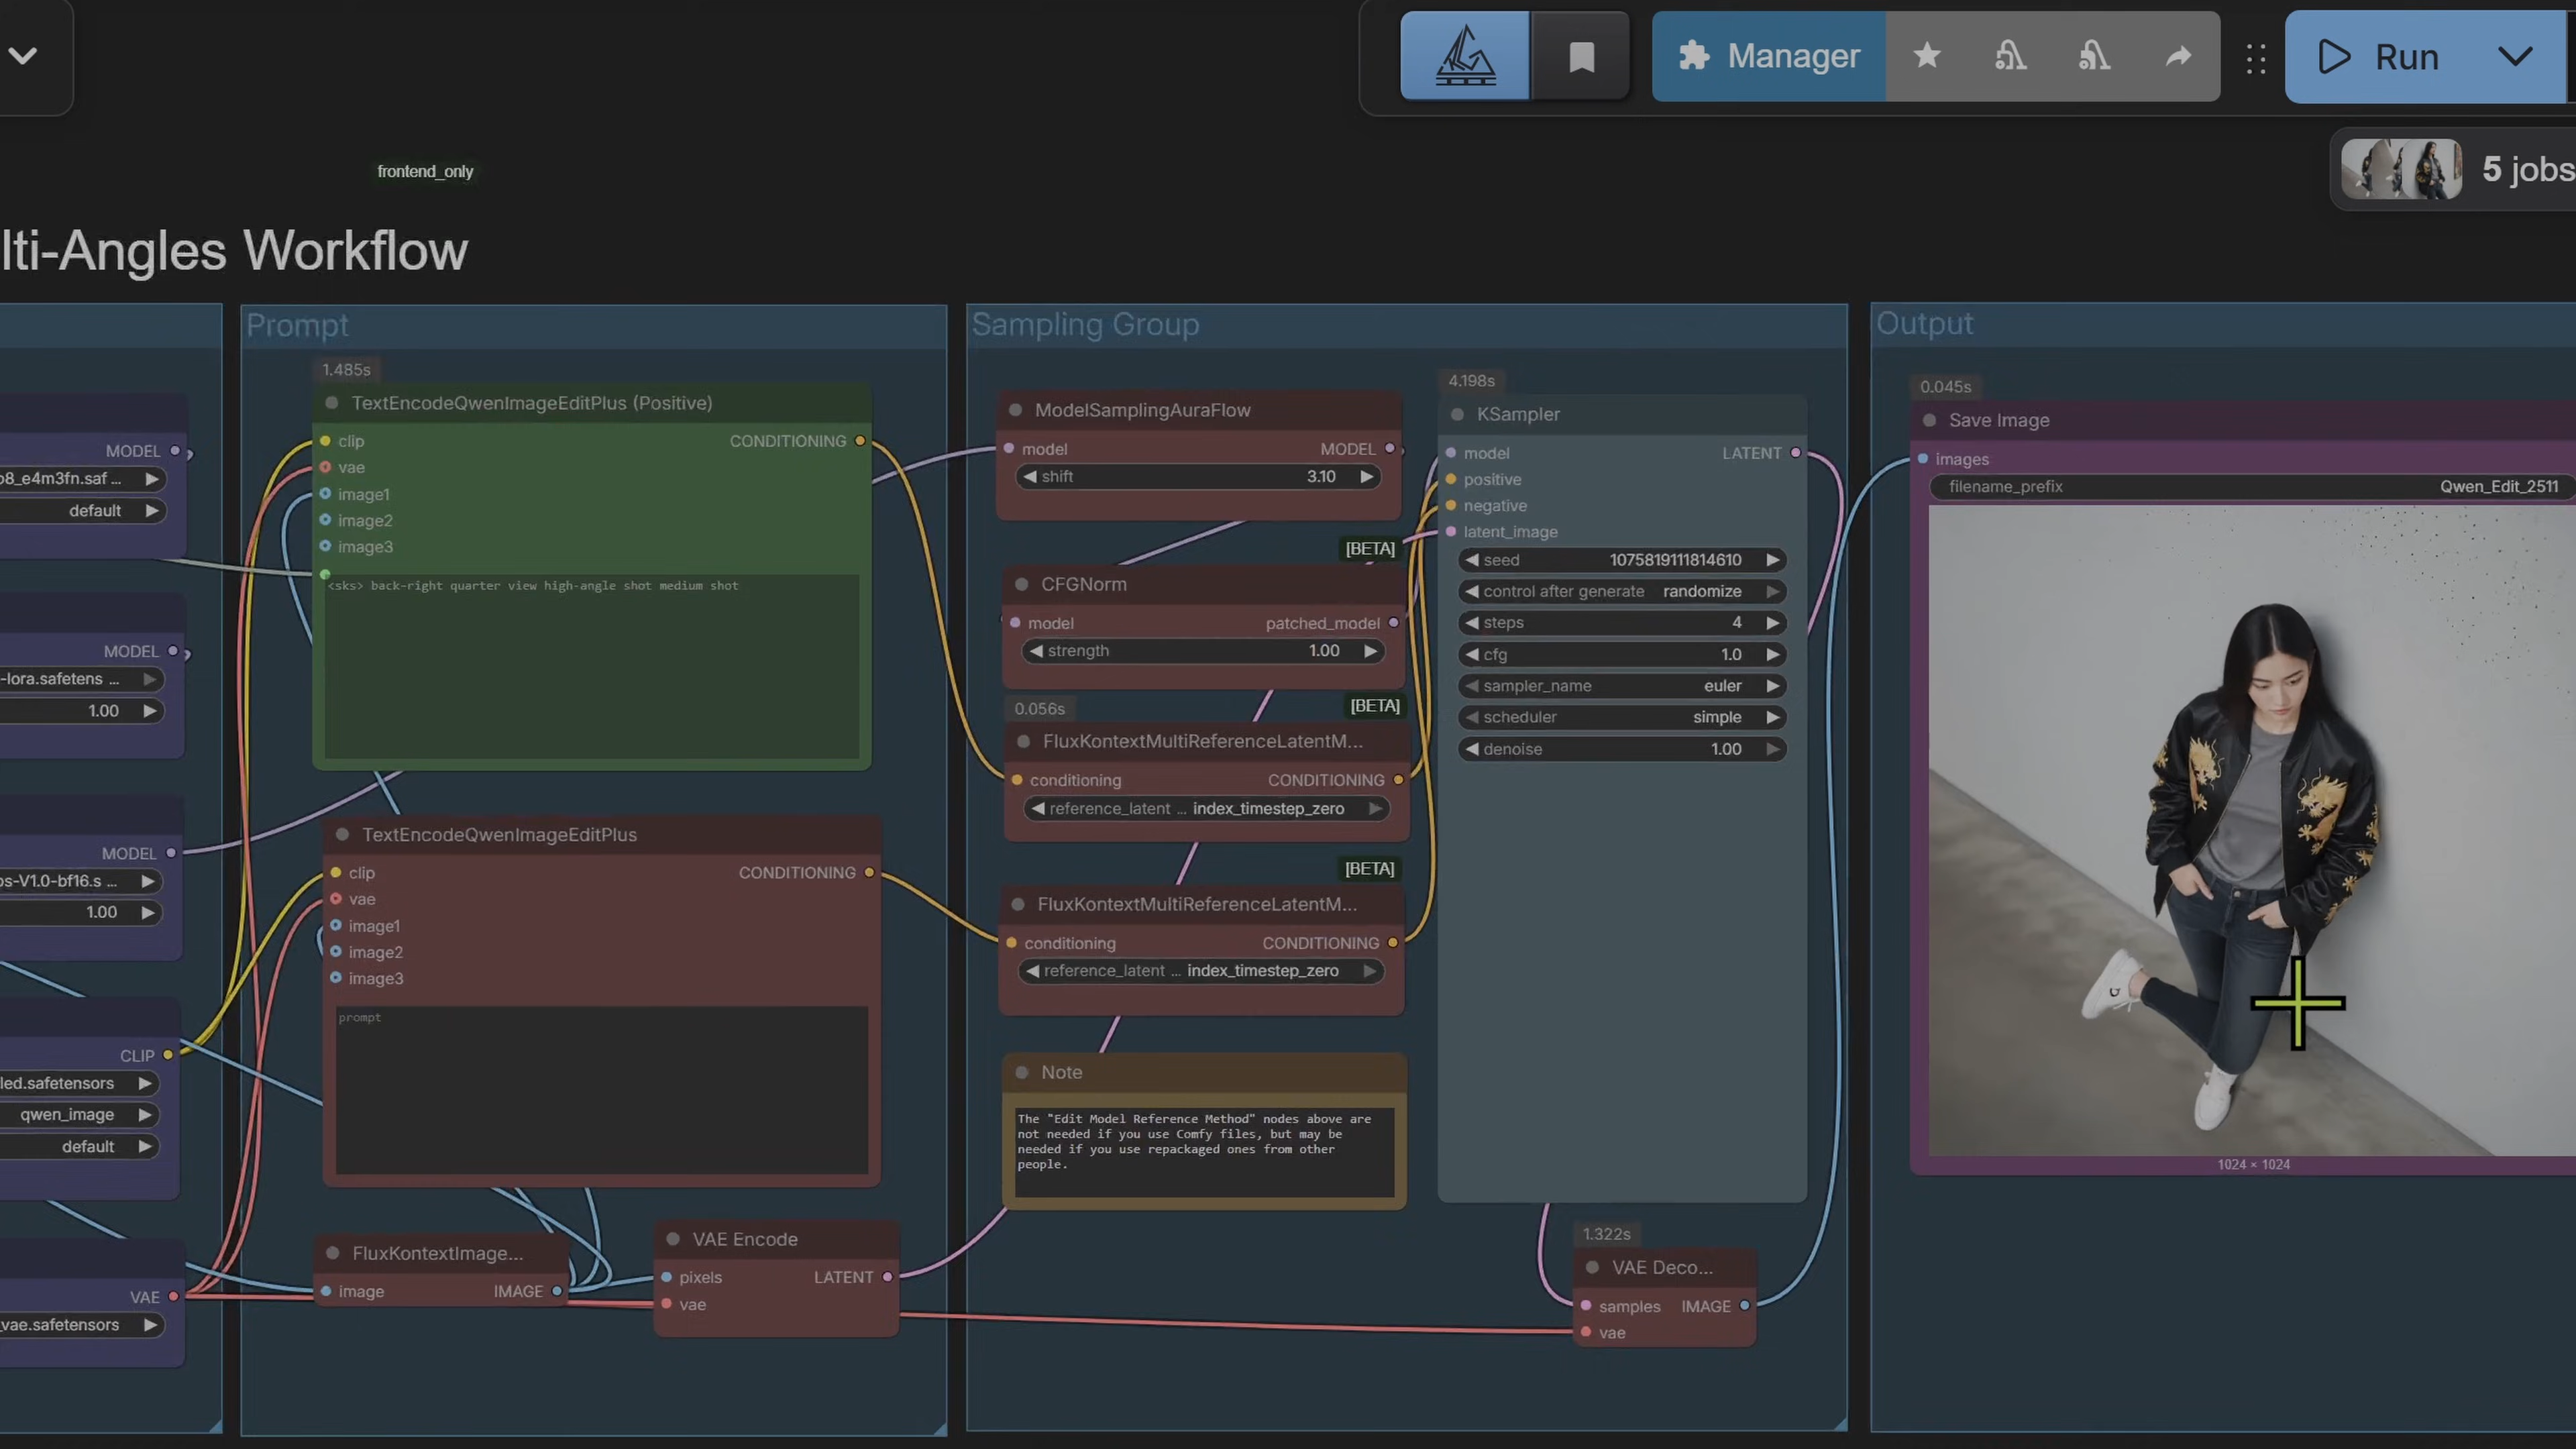 Manager
Run
5 jobs
frontend_only
lti-Angles Workflow
MODEL
o8_e4m3fn.saf ...
default
MODEL
-lora.safetens ...
1.00
MODEL
os-V1.0-bf16.s ...
1.00
CLIP
led.safetensors
qwen_image
default
VAE
_vae.safetensors
Prompt
1.485s
TextEncodeQwenImageEditPlus (Positive)
clip CONDITIONING
vae
image1
image2
image3
<sks> back-right quarter view high-angle shot medium shot
TextEncodeQwenImageEditPlus
clip CONDITIONING
vae
image1
image2
image3
prompt
FluxKontextImage...
image IMAGE
VAE Encode
pixels LATENT
vae
Sampling Group
ModelSamplingAuraFlow
model MODEL
shift 3.10
[BETA]
CFGNorm
model patched_model
strength 1.00
0.056s [BETA]
FluxKontextMultiReferenceLatentM...
conditioning CONDITIONING
reference_latent ... index_timestep_zero
[BETA]
FluxKontextMultiReferenceLatentM...
conditioning CONDITIONING
reference_latent ... index_timestep_zero
Note
The "Edit Model Reference Method" nodes above are
not needed if you use Comfy files, but may be
needed if you use repackaged ones from other
people.
4.198s
KSampler
model LATENT
positive
negative
latent_image
seed 1075819111814610
control after generate randomize
steps 4
cfg 1.0
sampler_name euler
scheduler simple
denoise 1.00
1.322s
VAE Deco...
samples IMAGE
vae
Output
0.045s
Save Image
images
filename_prefix Qwen_Edit_2511
1024 × 1024